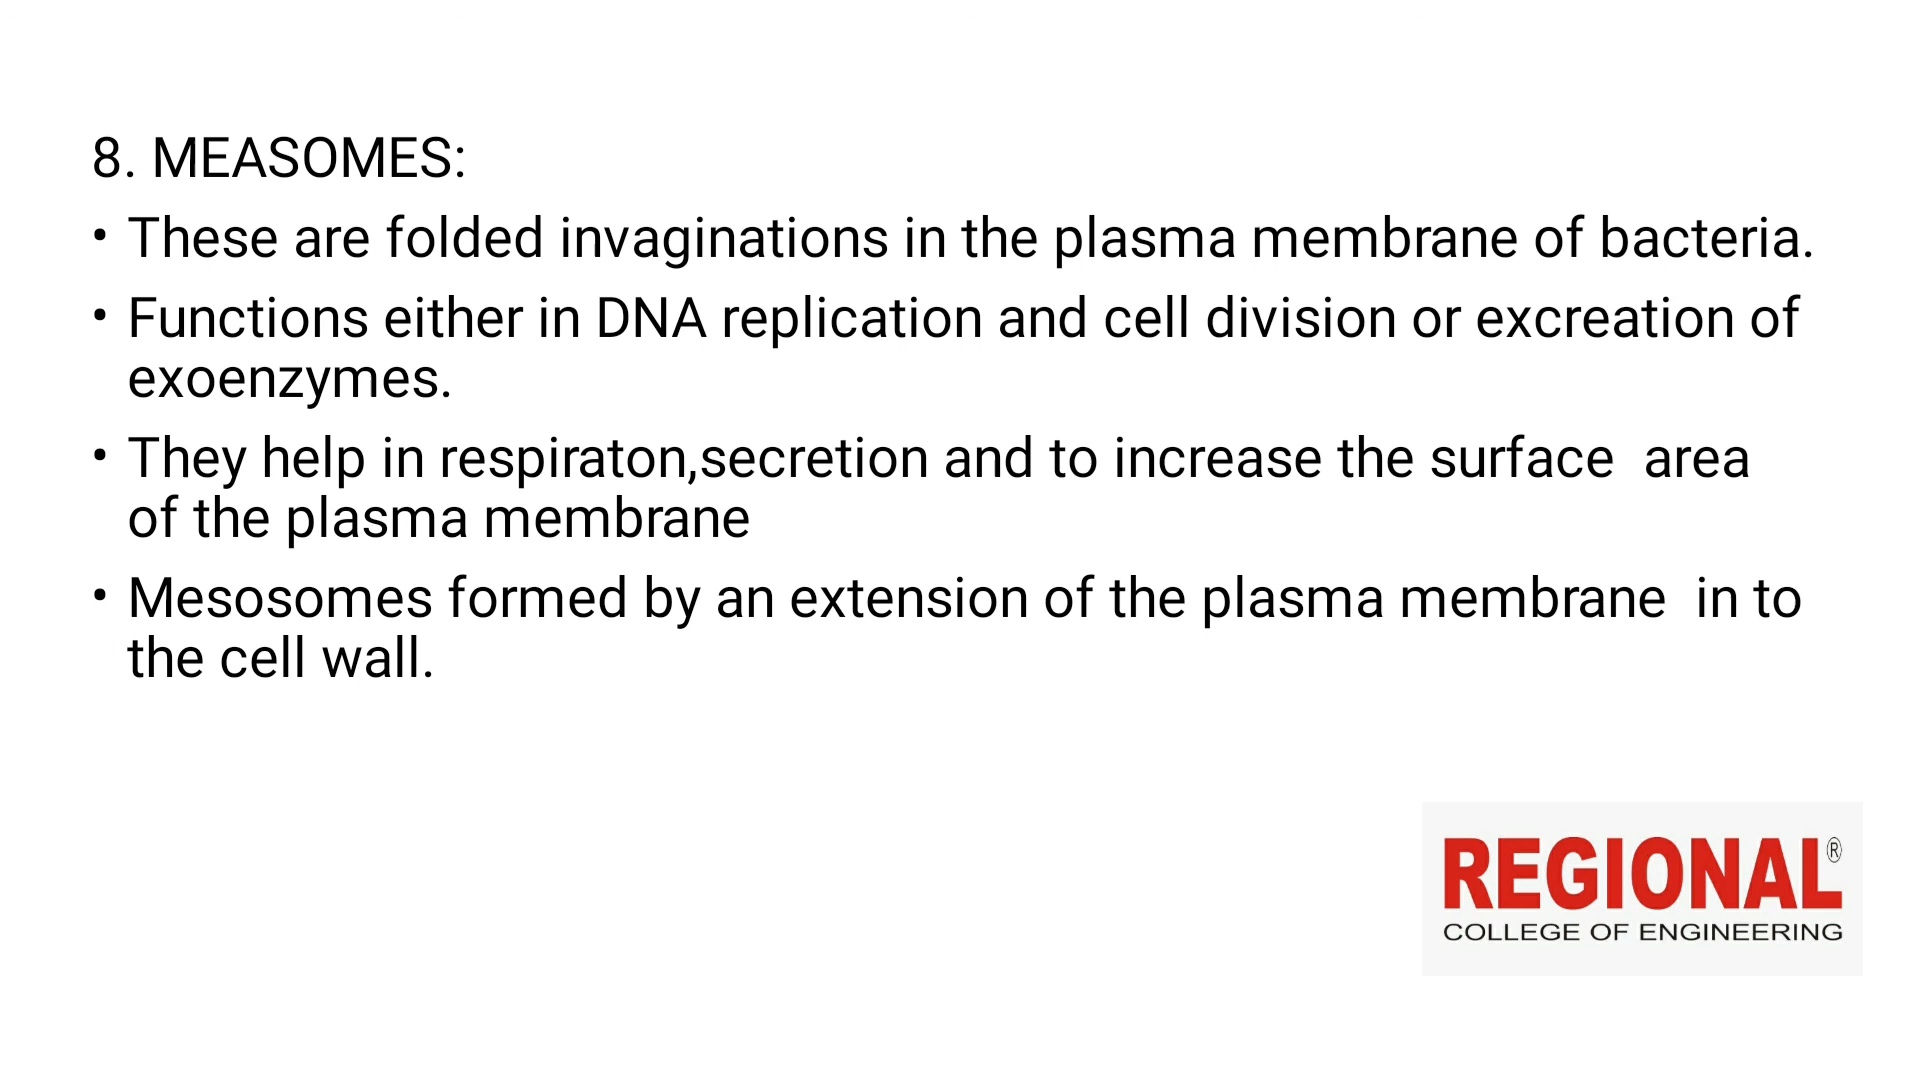 8. MEASOMES:
• These are folded invaginations in the plasma membrane of bacteria.
• Functions either in DNA replication and cell division or excreation of
exoenzymes.
• They help in respiraton,secretion and to increase the surface  area
of the plasma membrane
• Mesosomes formed by an extension of the plasma membrane  in to
the cell wall.
REGIONAL®
COLLEGE OF ENGINEERING